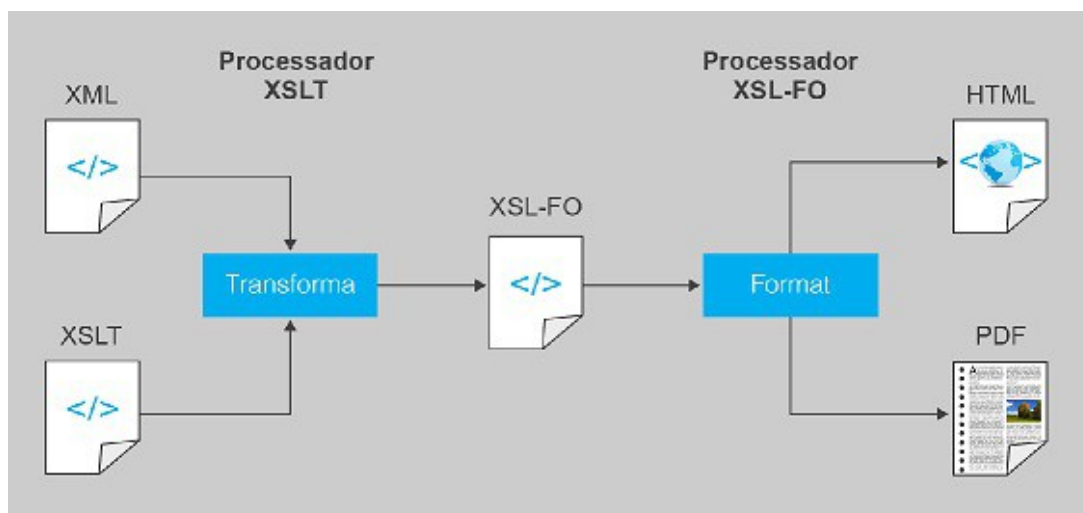 Processador
XSLT
Processador
XSL-FO
XML
</>
HTML
< >
XSL-FO
</>
Transforma
Format
XSLT
</>
PDF
A